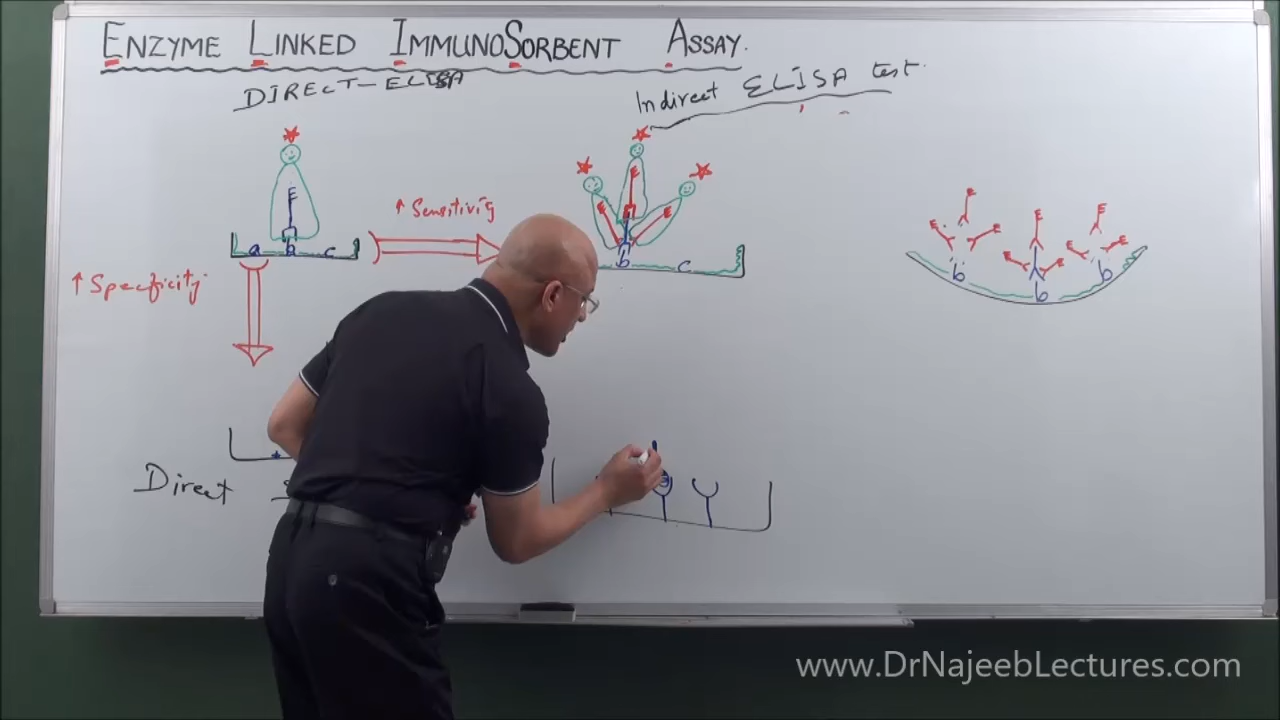 ENZYME LINKED IMMUNOSORBENT ASSAY.
DIRECT-ELISA
Indirect ELISA test.
E
E E E
a b c
↑ Sensitivity
b c
↑ Specificity
E E E
E E E
E E E
b b b
Direct
www.DrNajeebLectures.com